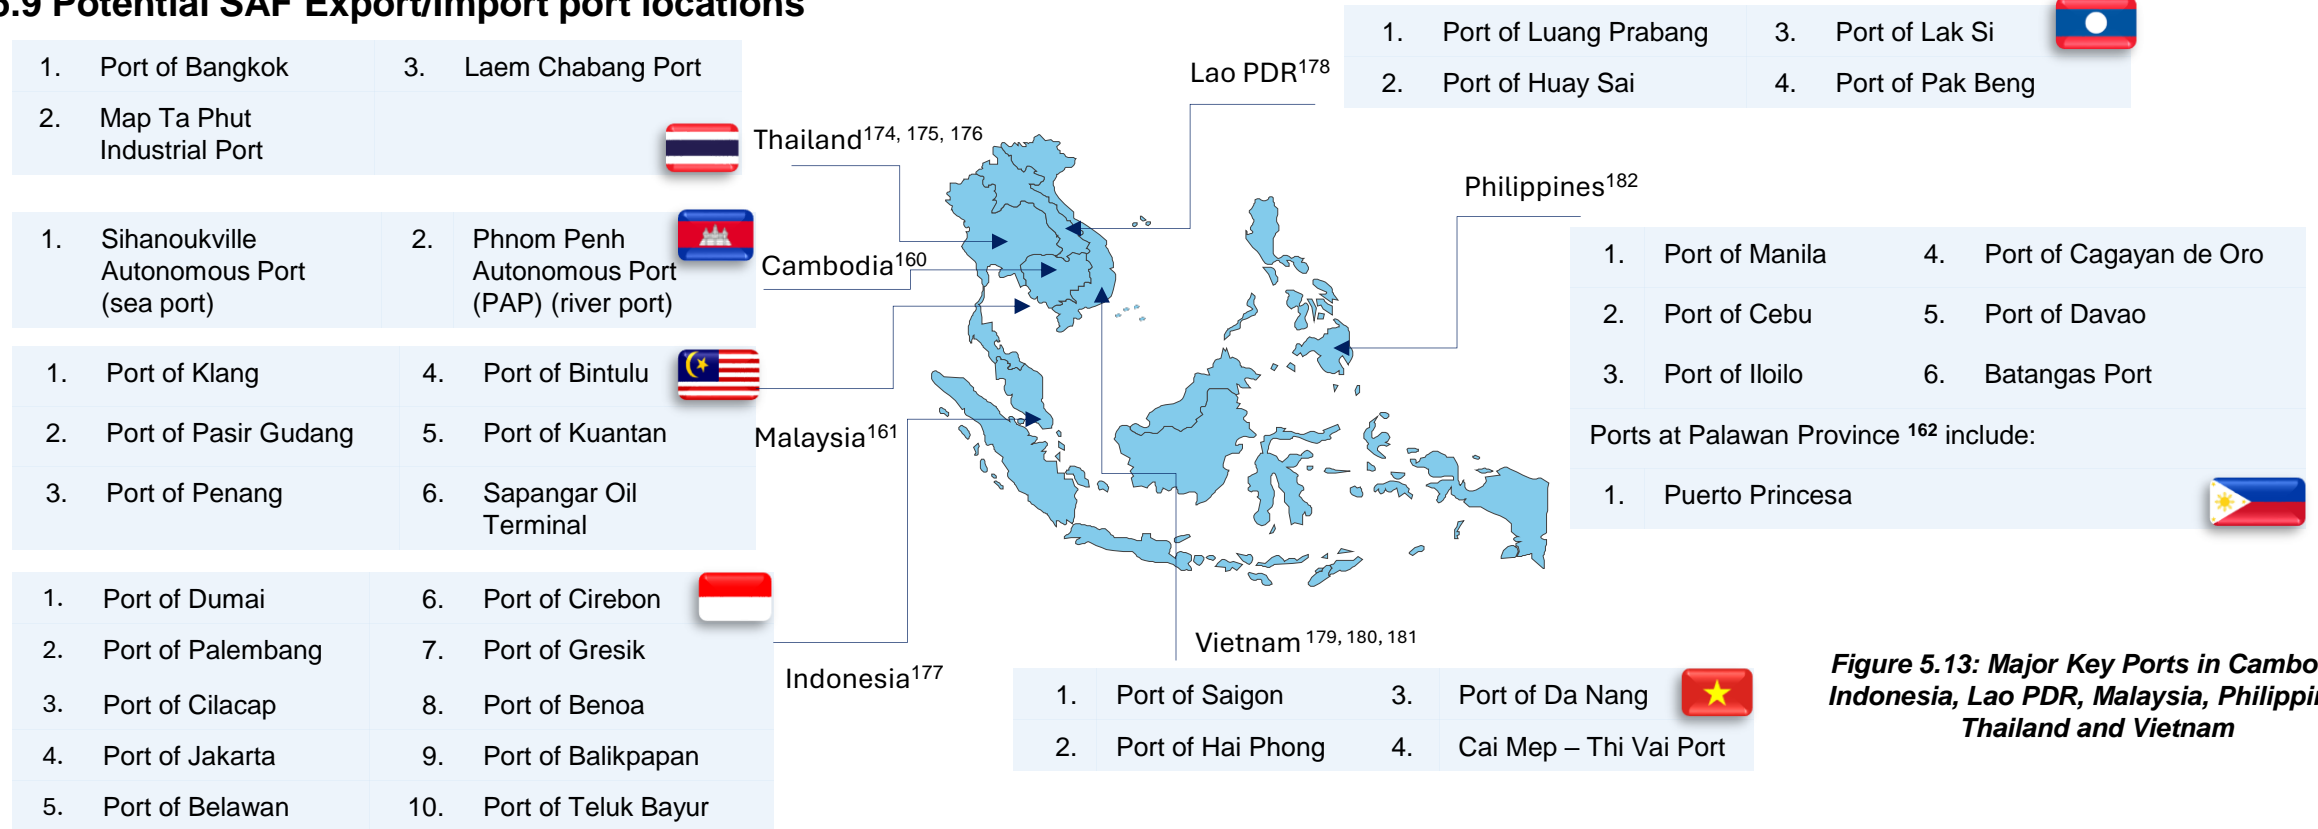 5.9 Potential SAF Export/Import port locations
1. Port of Bangkok 3. Laem Chabang Port
2. Map Ta Phut
Industrial Port
Thailand174, 175, 176
1. Sihanoukville
Autonomous Port
(sea port)
2. Phnom Penh
Autonomous Port
(PAP) (river port)
Cambodia160
1. Port of Klang 4. Port of Bintulu
2. Port of Pasir Gudang 5. Port of Kuantan
3. Port of Penang 6. Sapangar Oil
Terminal
Malaysia161
1. Port of Dumai 6. Port of Cirebon
2. Port of Palembang 7. Port of Gresik
3. Port of Cilacap 8. Port of Benoa
4. Port of Jakarta 9. Port of Balikpapan
5. Port of Belawan 10. Port of Teluk Bayur
Indonesia177
Lao PDR178
1. Port of Luang Prabang 3. Port of Lak Si
2. Port of Huay Sai 4. Port of Pak Beng
Philippines182
1. Port of Manila 4. Port of Cagayan de Oro
2. Port of Cebu 5. Port of Davao
3. Port of Iloilo 6. Batangas Port
Ports at Palawan Province 162 include:
1. Puerto Princesa
Vietnam 179, 180, 181
1. Port of Saigon 3. Port of Da Nang
2. Port of Hai Phong 4. Cai Mep – Thi Vai Port
Figure 5.13: Major Key Ports in
Indonesia, Lao PDR, Malaysia,
Thailand and Vietnam